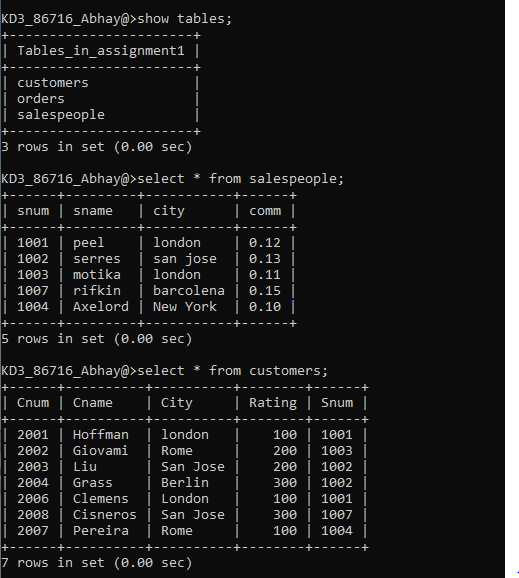 KD3_86716_Abhay@>show tables;
+-----------------------+
| Tables_in_assignment1 |
+-----------------------+
| customers             |
| orders                |
| salespeople           |
+-----------------------+
3 rows in set (0.00 sec)
KD3_86716_Abhay@>select * from salespeople;
+------+---------+-----------+------+
| snum | sname   | city      | comm |
+------+---------+-----------+------+
| 1001 | peel    | london    | 0.12 |
| 1002 | serres  | san jose  | 0.13 |
| 1003 | motika  | london    | 0.11 |
| 1007 | rifkin  | barcolena | 0.15 |
| 1004 | Axelord | New York  | 0.10 |
+------+---------+-----------+------+
5 rows in set (0.00 sec)
KD3_86716_Abhay@>select * from customers;
+------+----------+----------+--------+------+
| Cnum | Cname    | City     | Rating | Snum |
+------+----------+----------+--------+------+
| 2001 | Hoffman  | london   |    100 | 1001 |
| 2002 | Giovami  | Rome     |    200 | 1003 |
| 2003 | Liu      | San Jose |    200 | 1002 |
| 2004 | Grass    | Berlin   |    300 | 1002 |
| 2006 | Clemens  | London   |    100 | 1001 |
| 2008 | Cisneros | San Jose |    300 | 1007 |
| 2007 | Pereira  | Rome     |    100 | 1004 |
+------+----------+----------+--------+------+
7 rows in set (0.00 sec)